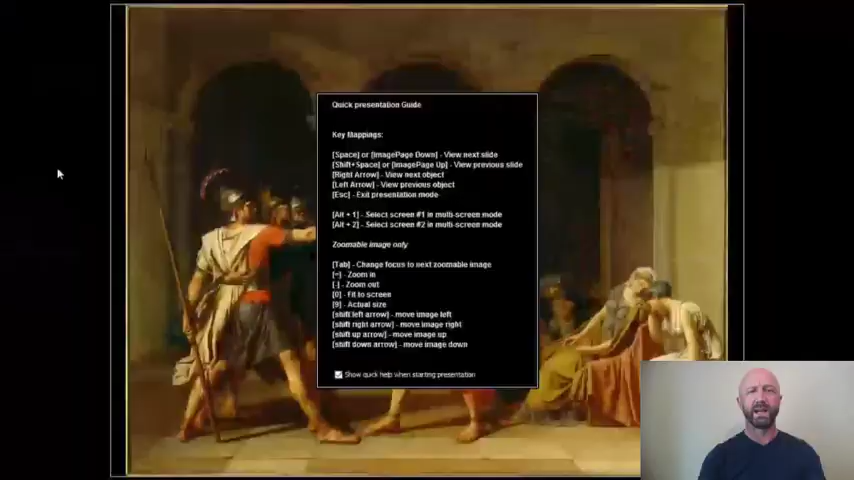 Quick presentation Guide
Key Mappings:
[Space] or [ImagePage Down] - View next slide
[Shift+Space] or [ImagePage Up] - View previous slide
[Right Arrow] - View next object
[Left Arrow] - View previous object
[Esc] - Exit presentation mode
[Alt + 1] - Select screen #1 in multi-screen mode
[Alt + 2] - Select screen #2 in multi-screen mode
Zoomable image only
[Tab] - Change focus to next zoomable image
[=] - Zoom in
[-] - Zoom out
[0] - Fit to screen
[9] - Actual size
[shift left arrow] - move image left
[shift right arrow] - move image right
[shift up arrow] - move image up
[shift down arrow] - move image down
Show quick help when starting presentation